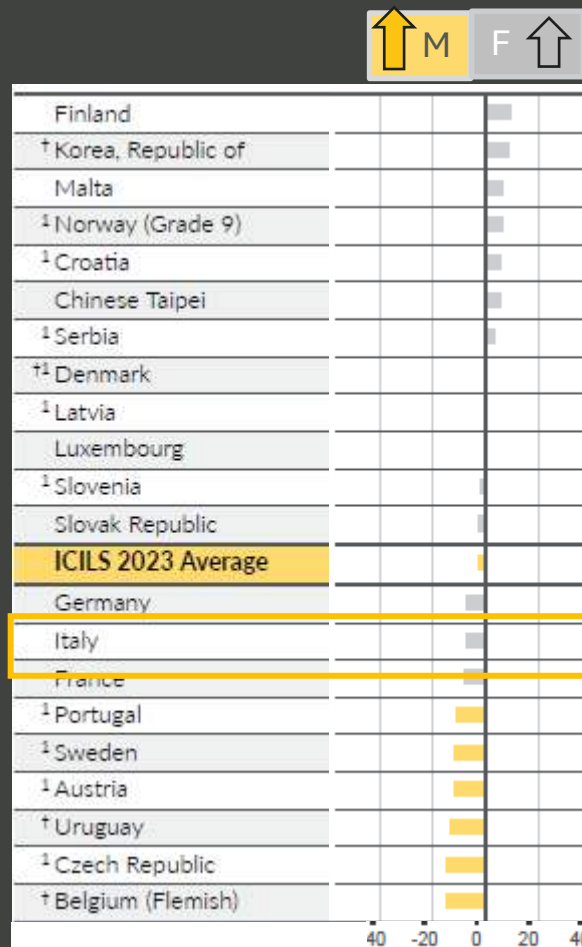 M F
Finland
† Korea, Republic of
Malta
¹ Norway (Grade 9)
¹ Croatia
Chinese Taipei
¹ Serbia
†¹ Denmark
¹ Latvia
Luxembourg
¹ Slovenia
Slovak Republic
ICILS 2023 Average
Germany
Italy
France
¹ Portugal
¹ Sweden
¹ Austria
† Uruguay
¹ Czech Republic
† Belgium (Flemish)
40 -20 0 20 40